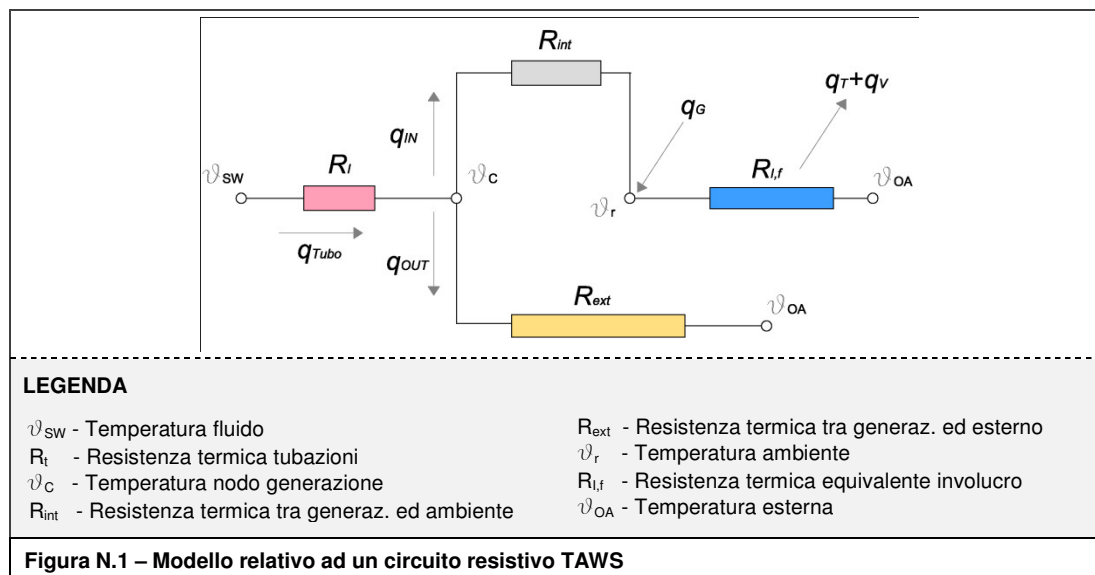 R_int
q_T+q_V
q_G
q_IN
ϑ_SW
R_l
ϑ_C
R_l,f
ϑ_OA
ϑ_r
q_Tubo
q_OUT
R_ext
ϑ_OA
LEGENDA
ϑ_SW - Temperatura fluido
R_t - Resistenza termica tubazioni
ϑ_C - Temperatura nodo generazione
R_int - Resistenza termica tra generaz. ed ambiente
R_ext - Resistenza termica tra generaz. ed esterno
ϑ_r - Temperatura ambiente
R_l,f - Resistenza termica equivalente involucro
ϑ_OA - Temperatura esterna
Figura N.1 – Modello relativo ad un circuito resistivo TAWS